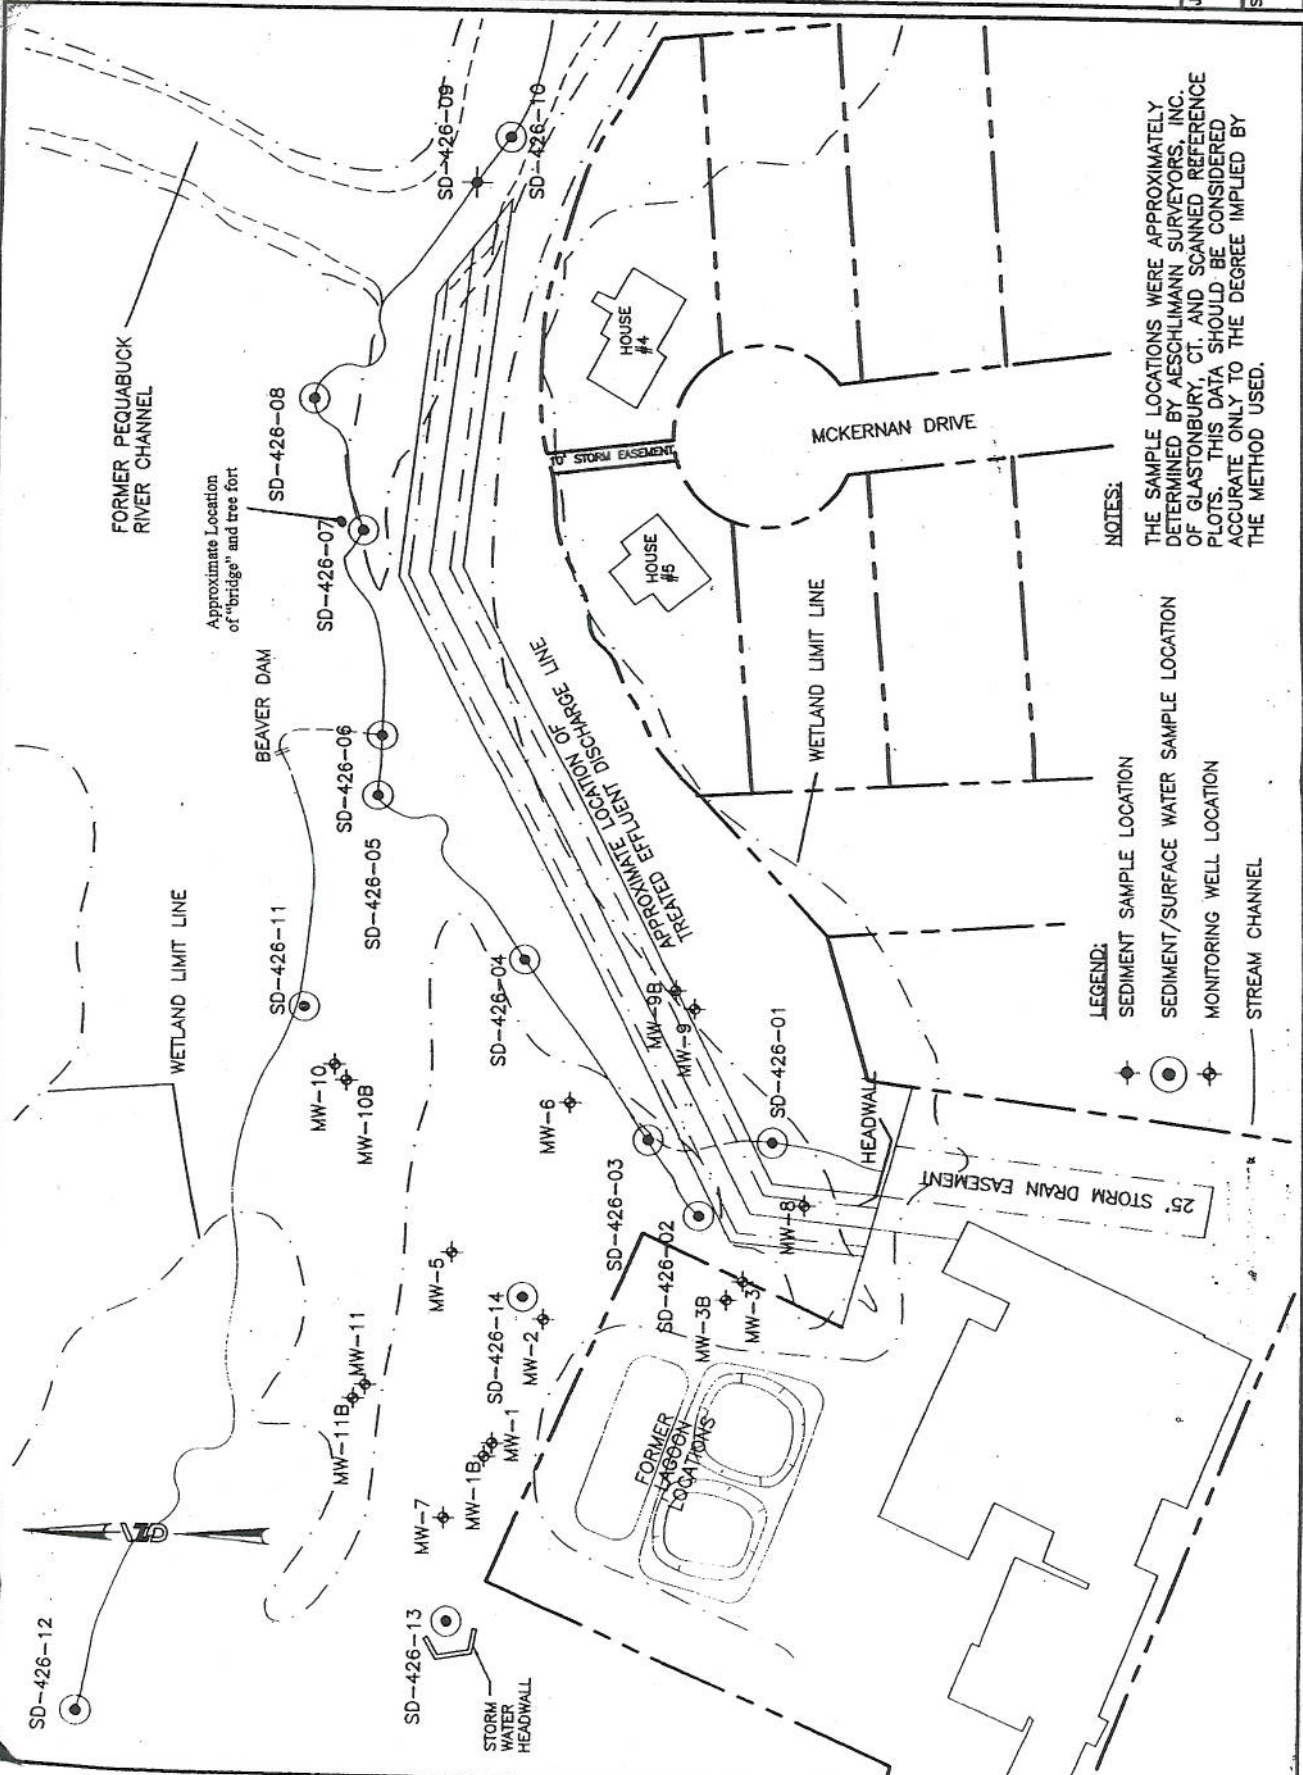 SD-426-12
STORM
WATER
HEADWALL
SD-426-13
MW-7
MW-1B
MW-1
MW-11B
MW-11
SD-426-14
MW-2
MW-5
FORMER
LAGOON
LOCATIONS
MW-3B
MW-3
SD-426-02
SD-426-03
MW-8
25' STORM DRAIN EASEMENT
HEADWALL
SD-426-01
MW-6
MW-10
MW-10B
MW-9
MW-9B
WETLAND LIMIT LINE
SD-426-11
SD-426-04
SD-426-05
SD-426-06
BEAVER DAM
APPROXIMATE LOCATION OF
TREATED EFFLUENT DISCHARGE LINE
WETLAND LIMIT LINE
Approximate Location
of "bridge" and tree fort
SD-426-07
SD-426-08
FORMER PEQUABUCK
RIVER CHANNEL
SD-426-09
SD-426-10
HOUSE
#5
10' STORM EASEMENT
HOUSE
#4
MCKERNAN DRIVE
LEGEND:
SEDIMENT SAMPLE LOCATION
SEDIMENT/SURFACE WATER SAMPLE LOCATION
MONITORING WELL LOCATION
STREAM CHANNEL
NOTES:
THE SAMPLE LOCATIONS WERE APPROXIMATELY
DETERMINED BY AESCHLIMANN SURVEYORS, INC.
OF GLASTONBURY, CT. AND SCANNED REFERENCE
PLOTS. THIS DATA SHOULD BE CONSIDERED
ACCURATE ONLY TO THE DEGREE IMPLIED BY
THE METHOD USED.